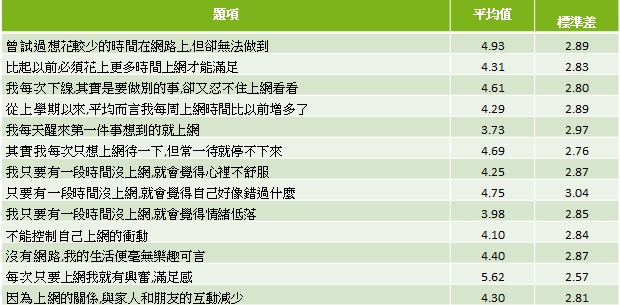 題項 平均值 標準差
曾試過想花較少的時間在網路上,但卻無法做到 4.93 2.89
比起以前必須花上更多時間上網才能滿足 4.31 2.83
我每次下線,其實是要做別的事,卻又忍不住上網看看 4.61 2.80
從上學期以來,平均而言我每周上網時間比以前增多了 4.29 2.89
我每天醒來第一件事想到的就上網 3.73 2.97
其實我每次只想上網待一下,但常一待就停不下來 4.69 2.76
我只要有一段時間沒上網,就會覺得心裡不舒服 4.25 2.87
只要有一段時間沒上網,就會覺得自己好像錯過什麼 4.75 3.04
我只要有一段時間沒上網,就會覺得情緒低落 3.98 2.85
不能控制自己上網的衝動 4.10 2.84
沒有網路,我的生活便毫無樂趣可言 4.40 2.87
每次只要上網我就有興奮,滿足感 5.62 2.57
因為上網的關係,與家人和朋友的互動減少 4.30 2.81